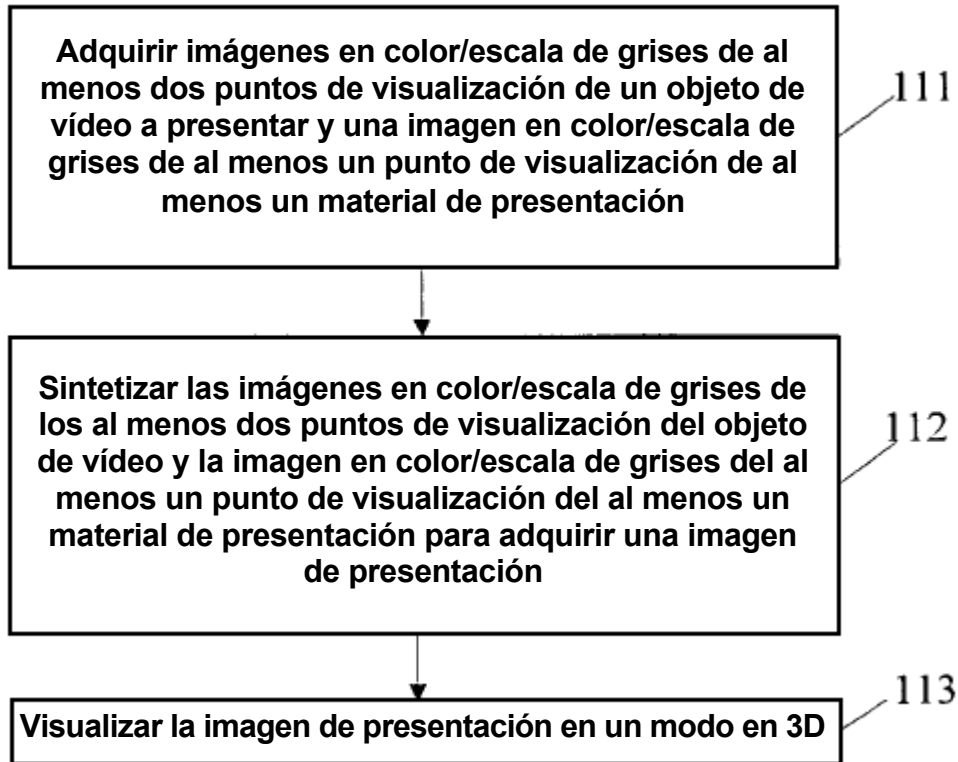 Adquirir imágenes en color/escala de grises de al
menos dos puntos de visualización de un objeto de
vídeo a presentar y una imagen en color/escala de
grises de al menos un punto de visualización de al
menos un material de presentación
111
Sintetizar las imágenes en color/escala de grises de
los al menos dos puntos de visualización del objeto
de vídeo y la imagen en color/escala de grises del al
menos un punto de visualización del al menos un
material de presentación para adquirir una imagen
de presentación
112
Visualizar la imagen de presentación en un modo en 3D
113